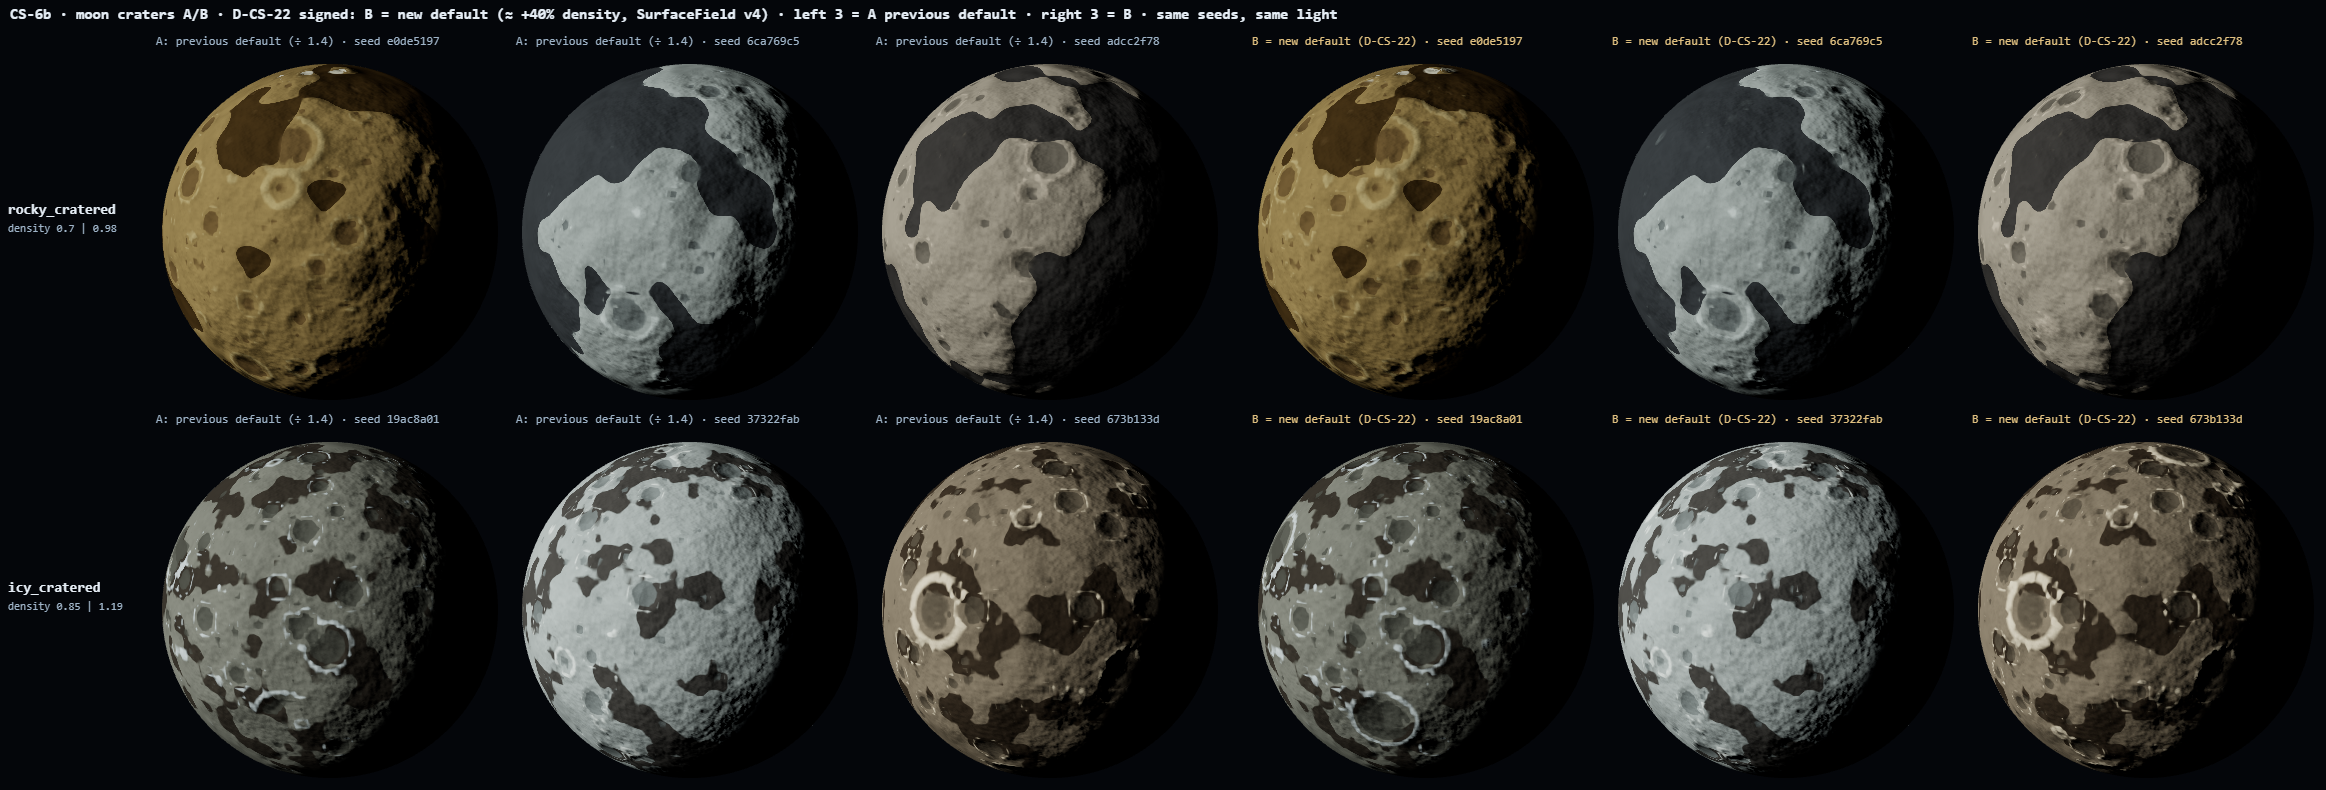 CS-6b · moon craters A/B · D-CS-22 signed: B = new default (≈ +40% density, SurfaceField v4) · left 3 = A previous default · right 3 = B · same seeds, same light
A: previous default (÷ 1.4) · seed e0de5197
A: previous default (÷ 1.4) · seed 6ca769c5
A: previous default (÷ 1.4) · seed adcc2f78
B = new default (D-CS-22) · seed e0de5197
B = new default (D-CS-22) · seed 6ca769c5
B = new default (D-CS-22) · seed adcc2f78
rocky_cratered
density 0.7 | 0.98
A: previous default (÷ 1.4) · seed 19ac8a01
A: previous default (÷ 1.4) · seed 37322fab
A: previous default (÷ 1.4) · seed 673b133d
B = new default (D-CS-22) · seed 19ac8a01
B = new default (D-CS-22) · seed 37322fab
B = new default (D-CS-22) · seed 673b133d
icy_cratered
density 0.85 | 1.19